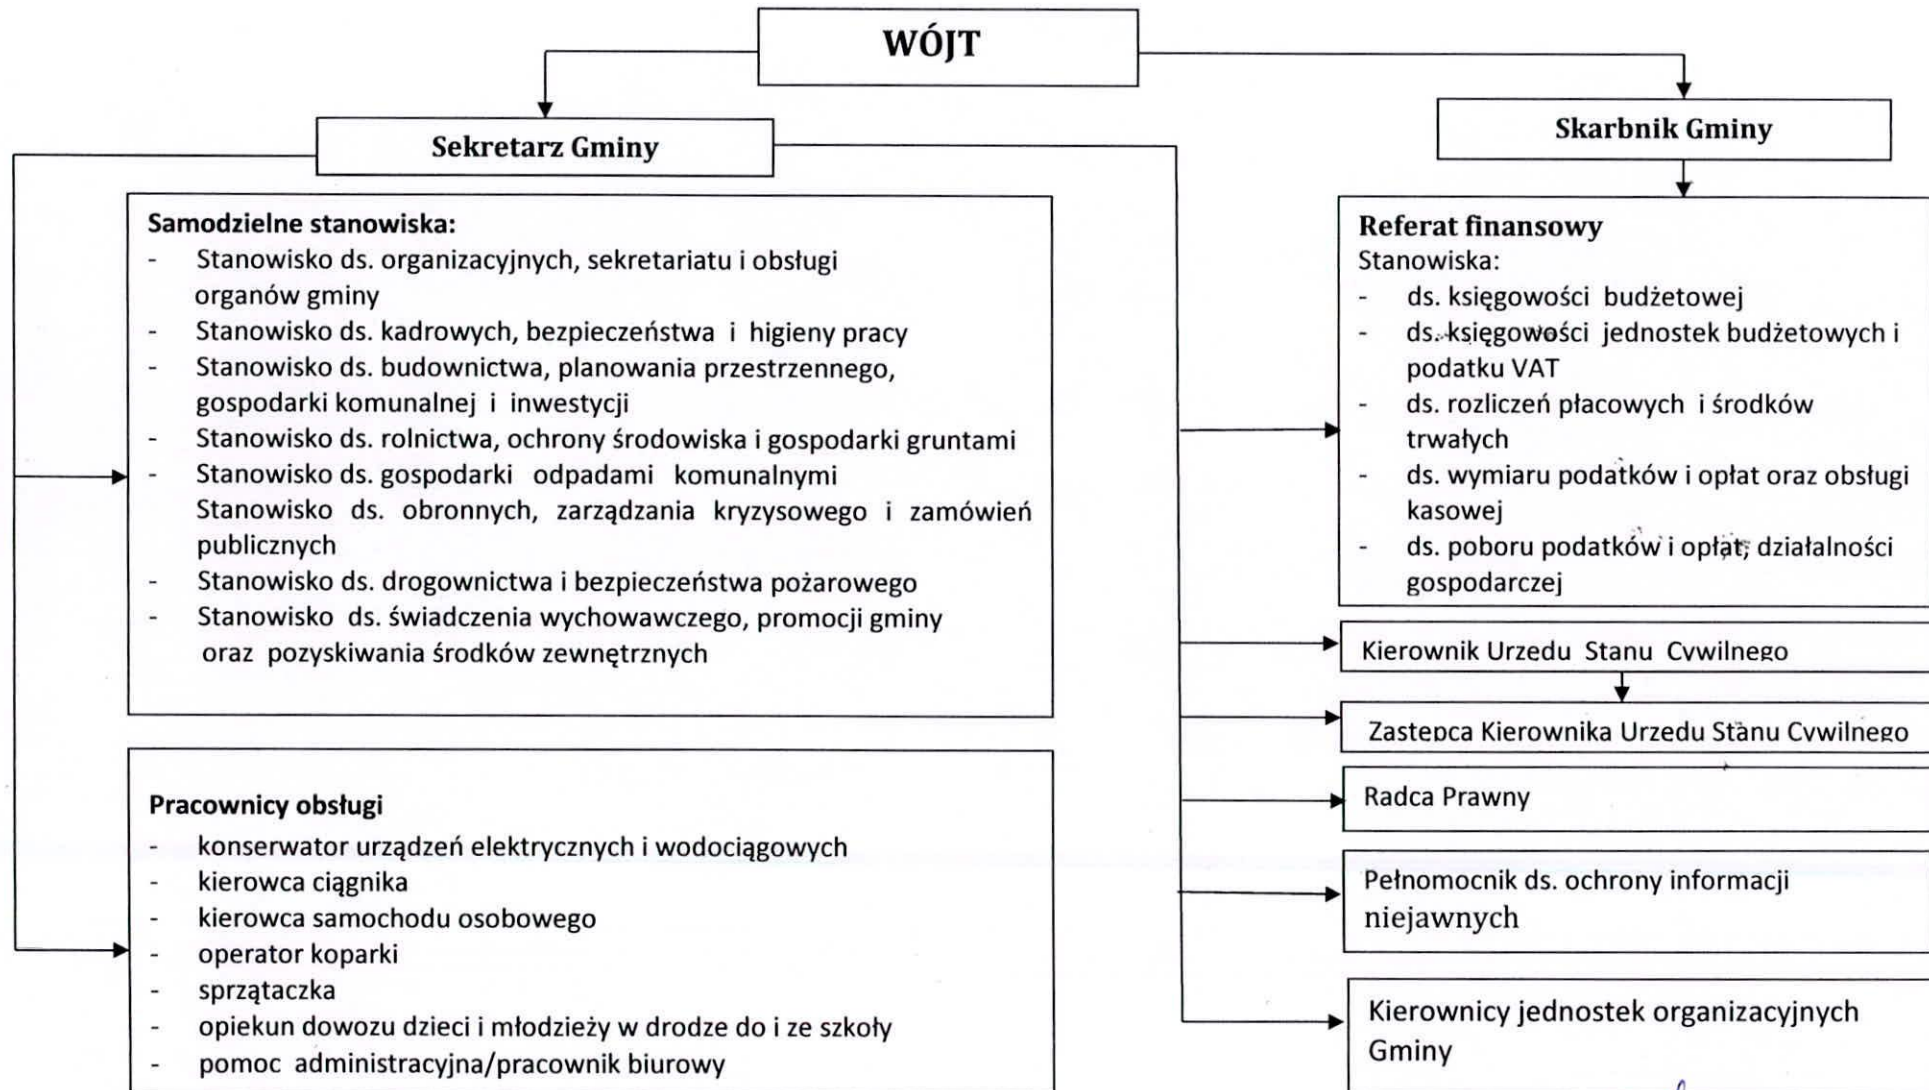 WÓJT
Sekretarz Gminy
Skarbnik Gminy
Samodzielne stanowiska:
- Stanowisko ds. organizacyjnych, sekretariatu i obsługi
organów gminy
- Stanowisko ds. kadrowych, bezpieczeństwa i higieny pracy
- Stanowisko ds. budownictwa, planowania przestrzennego,
gospodarki komunalnej i inwestycji
- Stanowisko ds. rolnictwa, ochrony środowiska i gospodarki gruntami
- Stanowisko ds. gospodarki odpadami komunalnymi
Stanowisko ds. obronnych, zarządzania kryzysowego i zamówień
publicznych
- Stanowisko ds. drogownictwa i bezpieczeństwa pożarowego
- Stanowisko ds. świadczenia wychowawczego, promocji gminy
oraz pozyskiwania środków zewnętrznych
Pracownicy obsługi
- konserwator urządzeń elektrycznych i wodociągowych
- kierowca ciągnika
- kierowca samochodu osobowego
- operator koparki
- sprzątaczka
- opiekun dowozu dzieci i młodzieży w drodze do i ze szkoły
- pomoc administracyjna/pracownik biurowy
Referat finansowy
Stanowiska:
- ds. księgowości budżetowej
- ds. księgowości jednostek budżetowych i
podatku VAT
- ds. rozliczeń płacowych i środków
trwałych
- ds. wymiaru podatków i opłat oraz obsługi
kasowej
- ds. poboru podatków i opłat, działalności
gospodarczej
Kierownik Urzędu Stanu Cywilnego
Zastępca Kierownika Urzędu Stanu Cywilnego
Radca Prawny
Pełnomocnik ds. ochrony informacji
niejawnych
Kierownicy jednostek organizacyjnych
Gminy